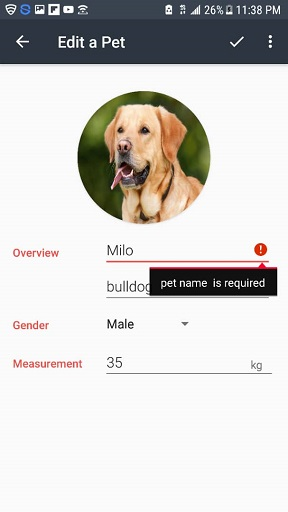 26% 11:38 PM
Edit a Pet
Overview
Milo
pet name is required
bulldog
Gender
Male
Measurement
35
kg